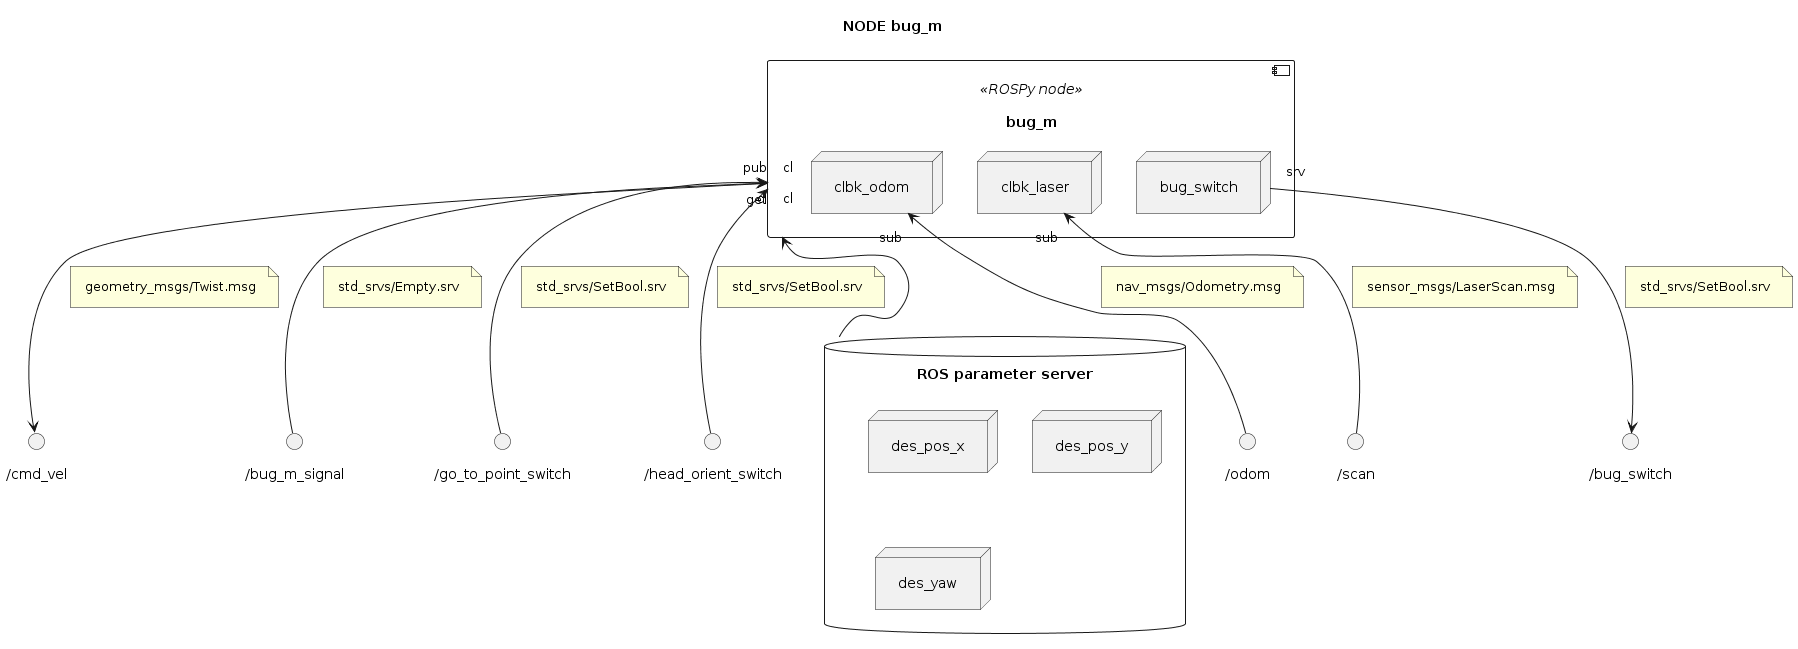 NODE bug_m
«ROSPy node»
bug_m
pub
cl
srv
clbk_odom
clbk_laser
bug_switch
get
cl
cl
sub
sub
geometry_msgs/Twist.msg
std_srvs/Empty.srv
std_srvs/SetBool.srv
std_srvs/SetBool.srv
nav_msgs/Odometry.msg
sensor_msgs/LaserScan.msg
std_srvs/SetBool.srv
ROS parameter server
des_pos_x
des_pos_y
/cmd_vel
/bug_m_signal
/go_to_point_switch
/head_orient_switch
/odom
/scan
/bug_switch
des_yaw